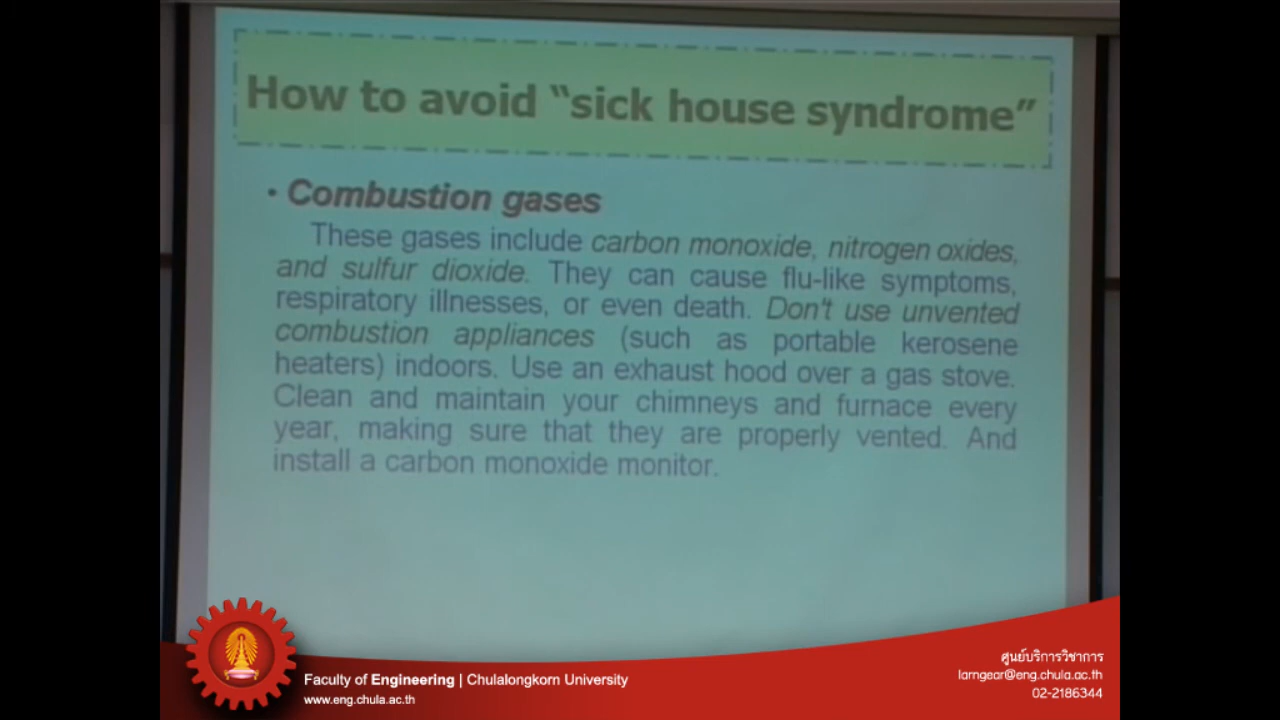 How to avoid “sick house syndrome”
• Combustion gases
These gases include carbon monoxide, nitrogen oxides,
and sulfur dioxide. They can cause flu-like symptoms,
respiratory illnesses, or even death. Don't use unvented
combustion appliances (such as portable kerosene
heaters) indoors. Use an exhaust hood over a gas stove.
Clean and maintain your chimneys and furnace every
year, making sure that they are properly vented. And
install a carbon monoxide monitor.
Faculty of Engineering | Chulalongkorn University
www.eng.chula.ac.th
ศูนย์บริการวิชาการ
larngear@eng.chula.ac.th
02-2186344